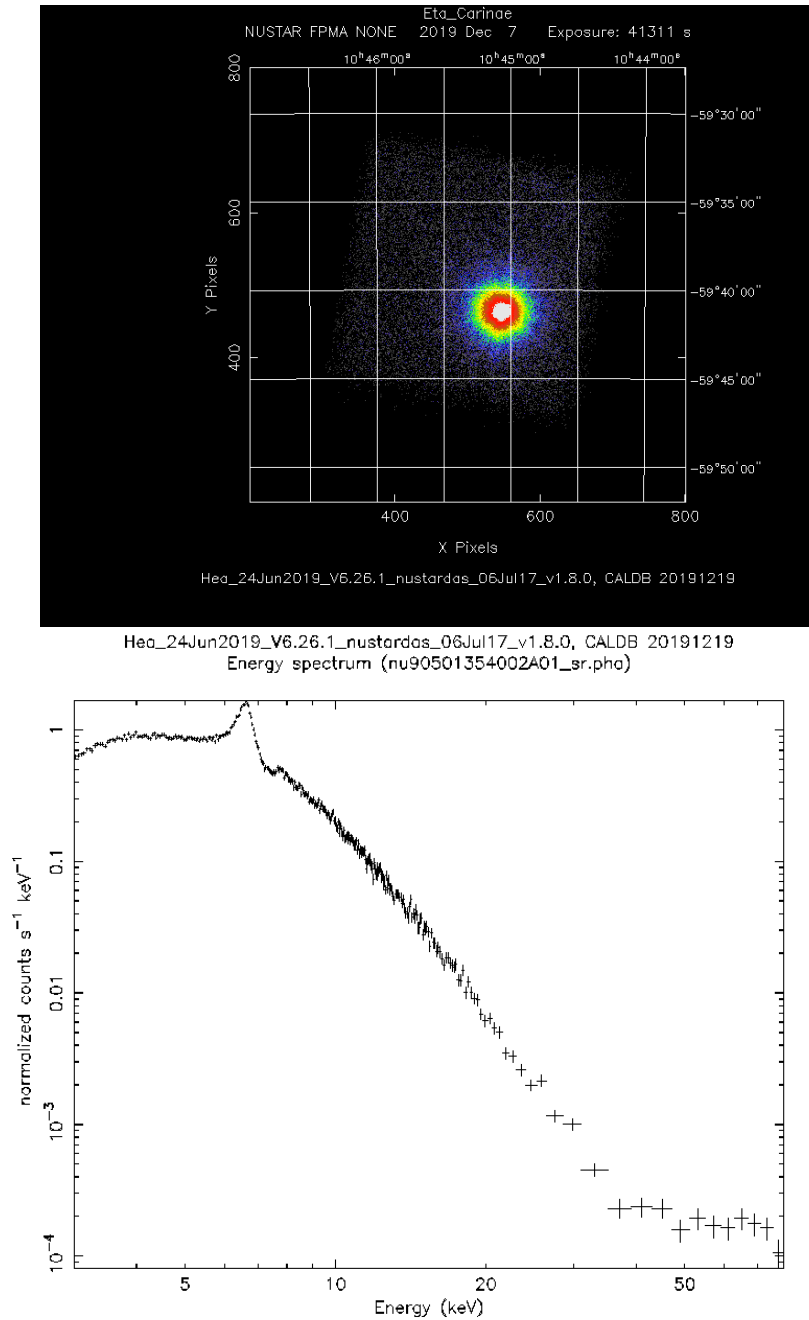 Eta_Carinae
NUSTAR FPMA NONE 2019 Dec 7 Exposure: 41311 s
10ʰ46ᵐ00ˢ 10ʰ45ᵐ00ˢ 10ʰ44ᵐ00ˢ
800
-59°30'00"
-59°35'00"
600
-59°40'00"
Y Pixels
400
-59°45'00"
-59°50'00"
400 600 800
X Pixels
Hea_24Jun2019_V6.26.1_nustardas_06Jul17_v1.8.0, CALDB 20191219
Hea_24Jun2019_V6.26.1_nustardas_06Jul17_v1.8.0, CALDB 20191219
Energy spectrum (nu90501354002A01_sr.pha)
1
0.1
normalized counts s⁻¹ keV⁻¹
0.01
10⁻³
10⁻⁴
5 10 20 50
Energy (keV)